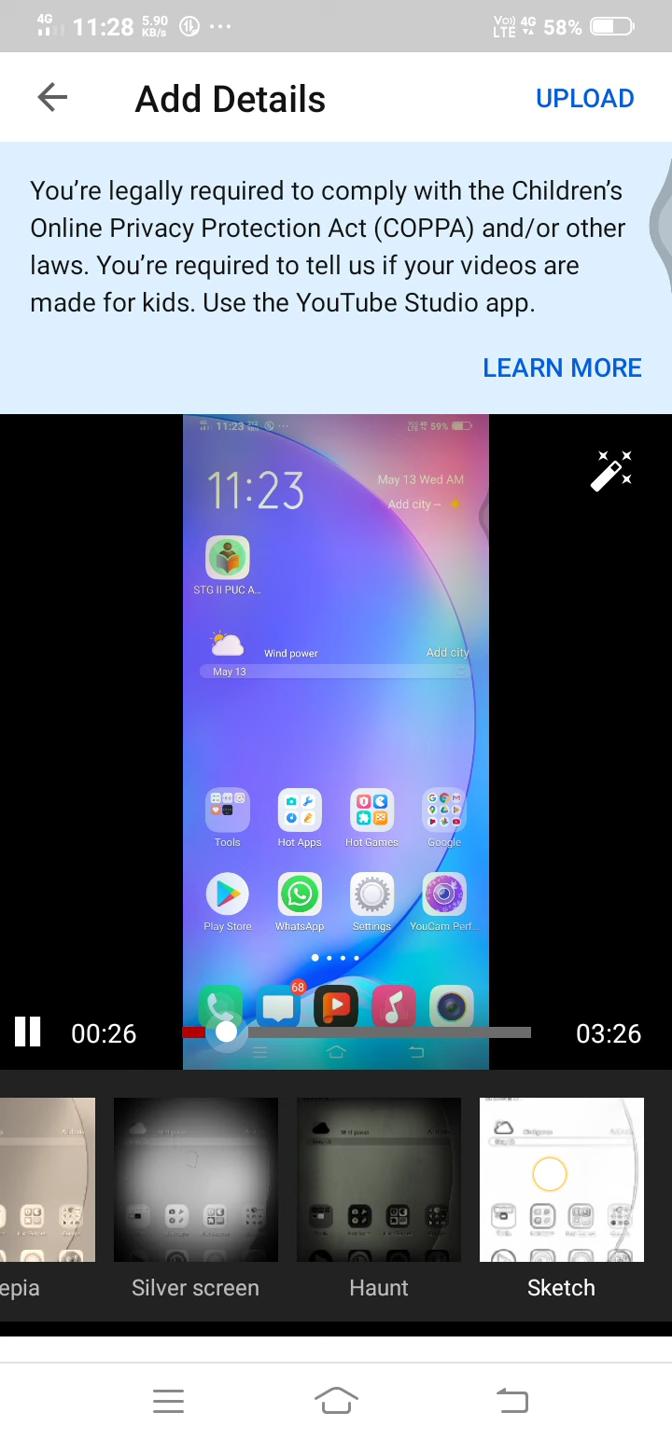 4G 11:28 5.90 KB/s ... Vo)) LTE 4G 58%
Add Details UPLOAD
You're legally required to comply with the Children's
Online Privacy Protection Act (COPPA) and/or other
laws. You're required to tell us if your videos are
made for kids. Use the YouTube Studio app.
LEARN MORE
11:23 ... 59%
11:23 May 13 Wed AM
Add city –
STG II PUC A...
Wind power Add city
May 13
Tools Hot Apps Hot Games Google
Play Store WhatsApp Settings YouCam Perf...
68
00:26 03:26
epia Silver screen Haunt Sketch